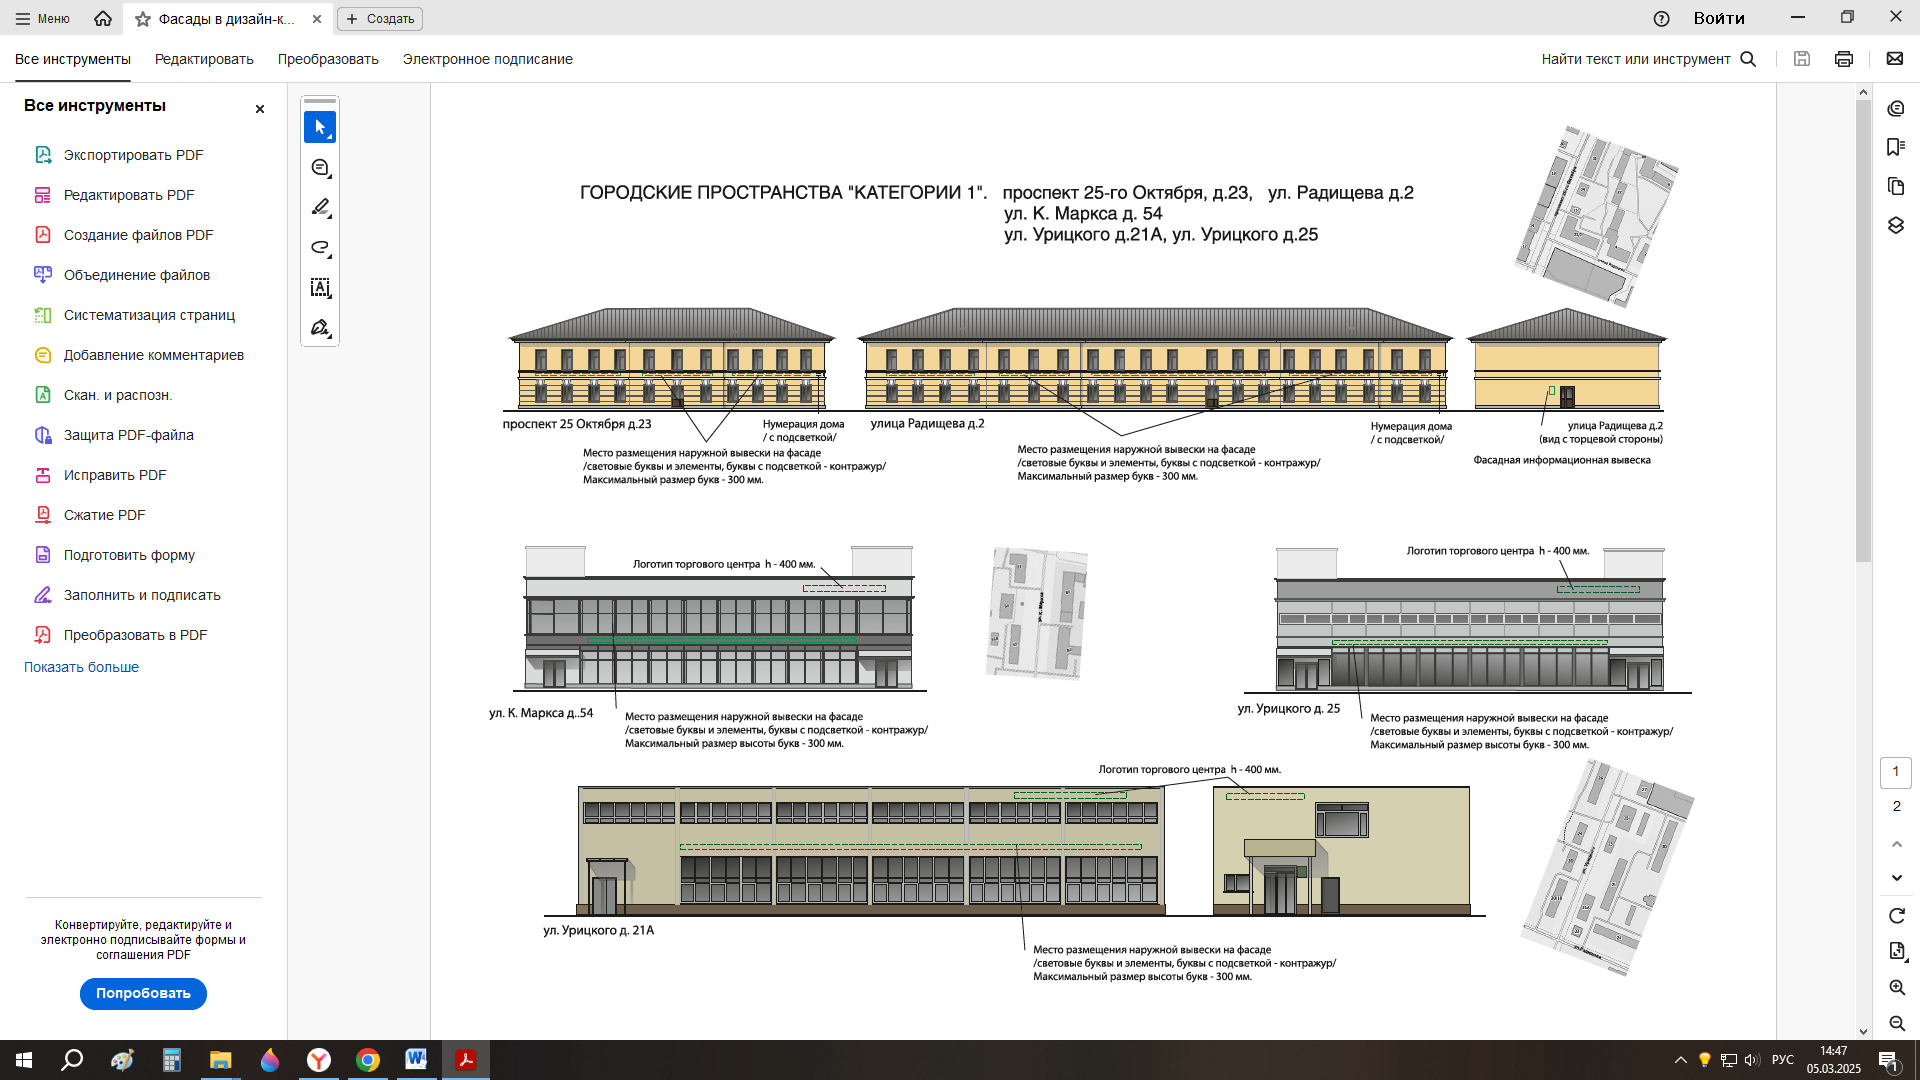 Меню
Фасады в дизайн-к...
Создать
Войти
Все инструменты
Редактировать
Преобразовать
Электронное подписание
Найти текст или инструмент
Все инструменты
Экспортировать PDF
Редактировать PDF
Создание файлов PDF
Объединение файлов
Систематизация страниц
Добавление комментариев
Скан. и распозн.
Защита PDF-файла
Исправить PDF
Сжатие PDF
Подготовить форму
Заполнить и подписать
Преобразовать в PDF
Показать больше
Конвертируйте, редактируйте и
электронно подписывайте формы и
соглашения PDF
Попробовать
ГОРОДСКИЕ ПРОСТРАНСТВА "КАТЕГОРИИ 1". проспект 25-го Октября, д.23, ул. Радищева д.2
ул. К. Маркса д. 54
ул. Урицкого д.21А, ул. Урицкого д.25
проспект 25 Октября д.23
Нумерация дома
/ с подсветкой/
Место размещения наружной вывески на фасаде
/световые буквы и элементы, буквы с подсветкой - контражур/
Максимальный размер букв - 300 мм.
улица Радищева д.2
Нумерация дома
/ с подсветкой/
Место размещения наружной вывески на фасаде
/световые буквы и элементы, буквы с подсветкой - контражур/
Максимальный размер букв - 300 мм.
улица Радищева д.2
(вид с торцевой стороны)
Фасадная информационная вывеска
Логотип торгового центра h - 400 мм.
ул. К. Маркса д..54
Место размещения наружной вывески на фасаде
/световые буквы и элементы, буквы с подсветкой - контражур/
Максимальный размер высоты букв - 300 мм.
Логотип торгового центра h - 400 мм.
ул. Урицкого д. 25
Место размещения наружной вывески на фасаде
/световые буквы и элементы, буквы с подсветкой - контражур/
Максимальный размер высоты букв - 300 мм.
Логотип торгового центра h - 400 мм.
ул. Урицкого д. 21А
Место размещения наружной вывески на фасаде
/световые буквы и элементы, буквы с подсветкой - контражур/
Максимальный размер высоты букв - 300 мм.
ул. К. Маркса
1
2
РУС
14:47
05.03.2025
1